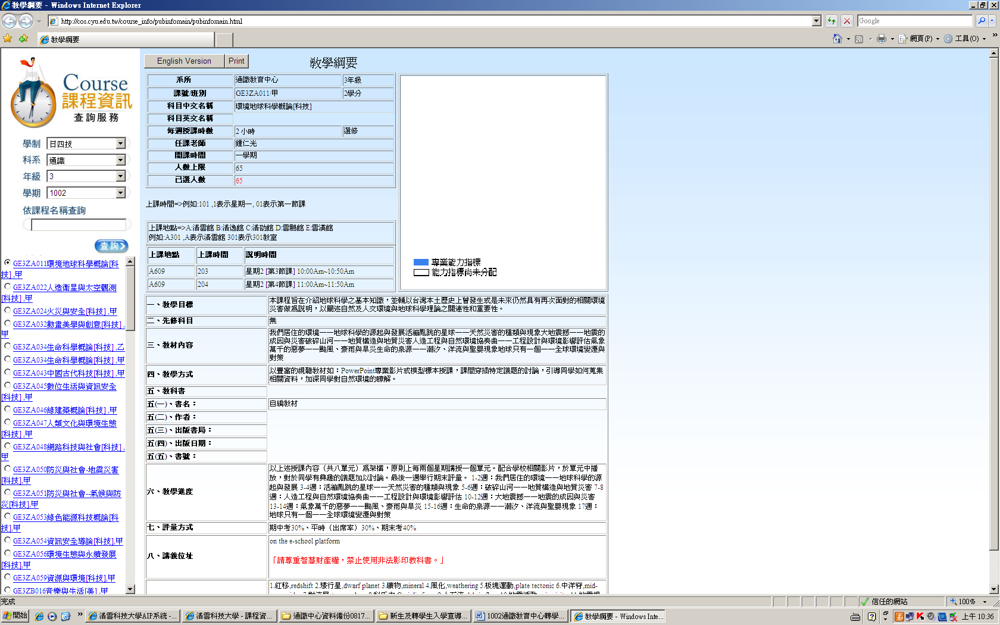 教學綱要 - Windows Internet Explorer
http://cos.cyu.edu.tw/course_info/pubinfomain/pubinfomain.html
Google
教學綱要
網頁(P)
工具(O)
Course
課程資訊
查詢服務
學制 日四技
科系 通識
年級 3
學期 1002
依課程名稱查詢
查詢
GE3ZA011環境地球科學概論[科
技] ,甲
GE3ZA022人造衛星與太空觀測
[科技] ,甲
GE3ZA024火災與安全[科技] ,甲
GE3ZA032動畫美學與創意[科技] ,
甲
GE3ZA034生命科學概論[科技] ,乙
GE3ZA034生命科學概論[科技] ,甲
GE3ZA043中國古代科技[科技] ,甲
GE3ZA045數位生活與資訊安全
[科技] ,甲
GE3ZA046綠建築概論[科技] ,甲
GE3ZA047人類文化與環境生態
[科技] ,甲
GE3ZA048網路科技與社會[科技] ,
甲
GE3ZA050防災與社會-地震災害
[科技],甲
GE3ZA051防災與社會--氣候與防
災[科技],甲
GE3ZA053綠色能源科技概論[科
技],甲
GE3ZA054資訊安全導論[科技],甲
GE3ZA056環境生態與永續發展
[科技],甲
GE3ZA059資源與環境[科技],甲
GE3ZB016音樂與生活[美] ,甲
English Version Print
教學綱要
系所 通識教育中心 3年級
課號/班別 GE3ZA011/甲 2學分
科目中文名稱 環境地球科學概論[科技]
科目英文名稱
每週授課時數 2 小時 選修
任課老師 鍾仁光
開課時間 一學期
人數上限 65
已選人數 65
上課時間=>例如:101 ,1表示星期一, 01表示第一節課
上課地點=>A:清雲館 B:清逸館 C:清劭館 D:雲鵬館 E:雲漢館
例如:A301 ,A表示清雲館 301表示301教室
上課地點 上課時間 說明時間
A609 203 星期2 [第3節課] 10:00Am~10:50Am
A609 204 星期2 [第4節課] 11:00Am~11:50Am
專業能力指標
能力指標尚未分配
一、教學目標
本課程旨在介紹地球科學之基本知識，並輔以台灣本土歷史上曾發生或是未來仍然具有再次面對的相關環境
災害做為說明，以闡述自然及人文環境與地球科學理論之關連性和重要性。
二、先修科目 無
三、教材內容
我們居住的環境——地球科學的源起與發展活蹦亂跳的星球——天然災害的種類與現象大地震撼——地震的
成因與災害破碎山河——地質構造與地質災害人造工程與自然環境協奏曲——工程設計與環境影響評估氣象
萬千的惡夢——颱風、豪雨與旱災生命的泉源——潮汐、洋流與聖嬰現象地球只有一個——全球環境變遷與
對策
四、教學方式
以豐富的視聽教材如：PowerPoint專業影片或模型標本授課，課間穿插特定議題的討論，引導同學如何蒐集
相關資料，加深同學對自然環境的瞭解。
五、教科書
五(一)、書名： 自編教材
五(二)、作者：
五(三)、出版書局：
五(四)、出版日期：
五(五)、書號：
六、教學進度
以上述授課內容（共八單元）為架構，原則上每兩個星期講授一個單元。配合學校相關影片，於單元中播
放，對於同學有興趣的議題加以討論。最後一週舉行期末評量。 1-2週：我們居住的環境——地球科學的源
起與發展 3-4週：活蹦亂跳的星球——天然災害的種類與現象 5-6週：破碎山河——地質構造與地質災害 7-8
週：人造工程與自然環境協奏曲——工程設計與環境影響評估 10-12週：大地震撼——地震的成因與災害
13-14週：氣象萬千的惡夢——颱風、豪雨與旱災 15-16週：生命的泉源——潮汐、洋流與聖嬰現象 17週：
地球只有一個——全球環境變遷與對策
七、評量方式 期中考30%、平時（出席率）30%、期末考40%
八、講義位址
on the e-school platform
「請尊重智慧財產權，禁止使用非法影印教科書。」
1.紅移,redshift 2.矮行星,dwarf planet 3.礦物,mineral 4.風化,weathering 5.板塊運動,plate tectonic 6.中洋脊,mid-
完成
信任的網站
100%
開始
清雲科技大學AIP系統 -...
清雲科技大學 - 課程資...
通識中心資料備份0817...
新生及轉學生入學宣導...
1002通識教育中心轉學...
教學綱要 - Windows Inte...
上午 10:36